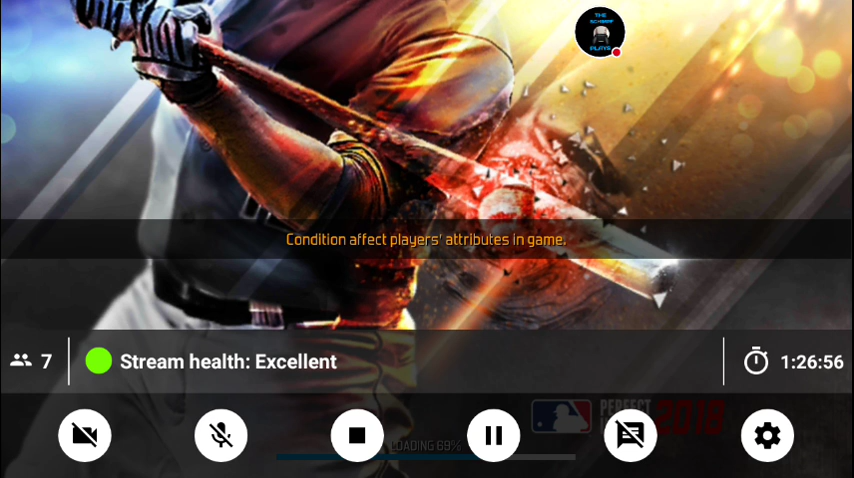 THE
SCHMIT
PLAYS
Condition affect players' attributes in game.
7
Stream health: Excellent
1:26:56
PERFECT
2018
LOADING 69%